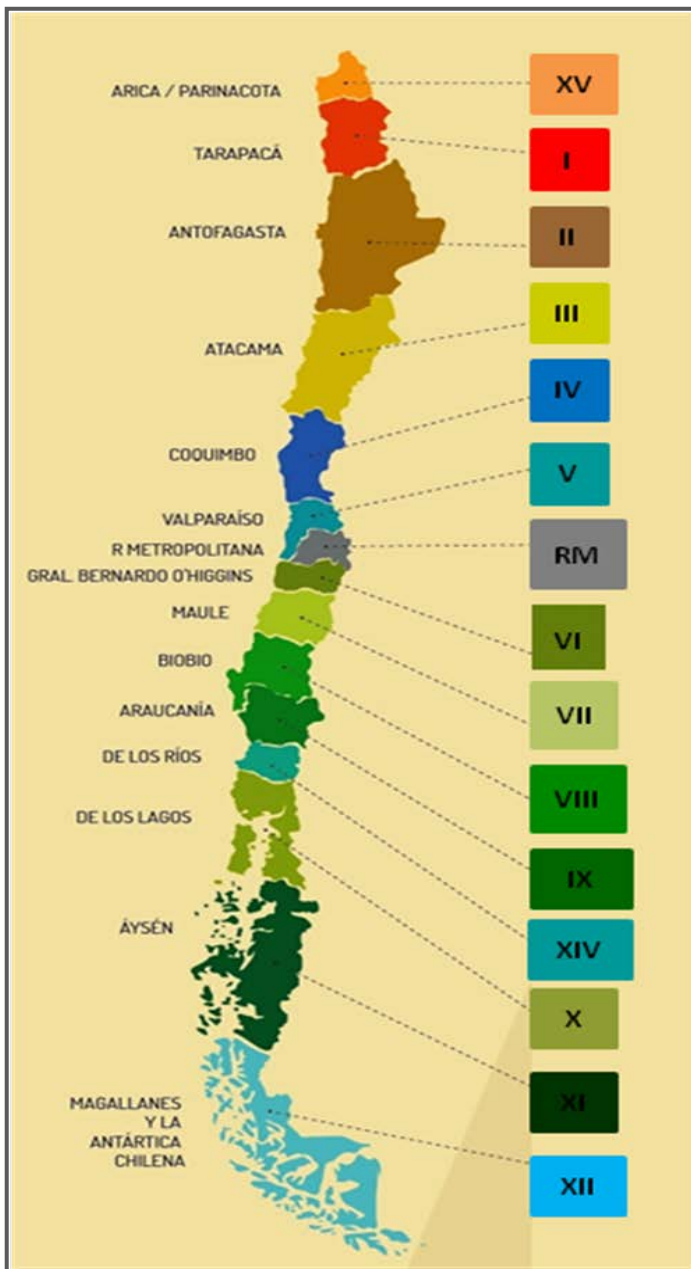 ARICA / PARINACOTA
XV
TARAPACÁ
I
ANTOFAGASTA
II
ATACAMA
III
COQUIMBO
IV
VALPARAÍSO
V
R METROPOLITANA
RM
GRAL. BERNARDO O'HIGGINS
VI
MAULE
VII
BIOBIO
VIII
ARAUCANÍA
IX
DE LOS RÍOS
XIV
DE LOS LAGOS
X
ÁYSÉN
XI
MAGALLANES
Y LA
ANTÁRTICA
CHILENA
XII